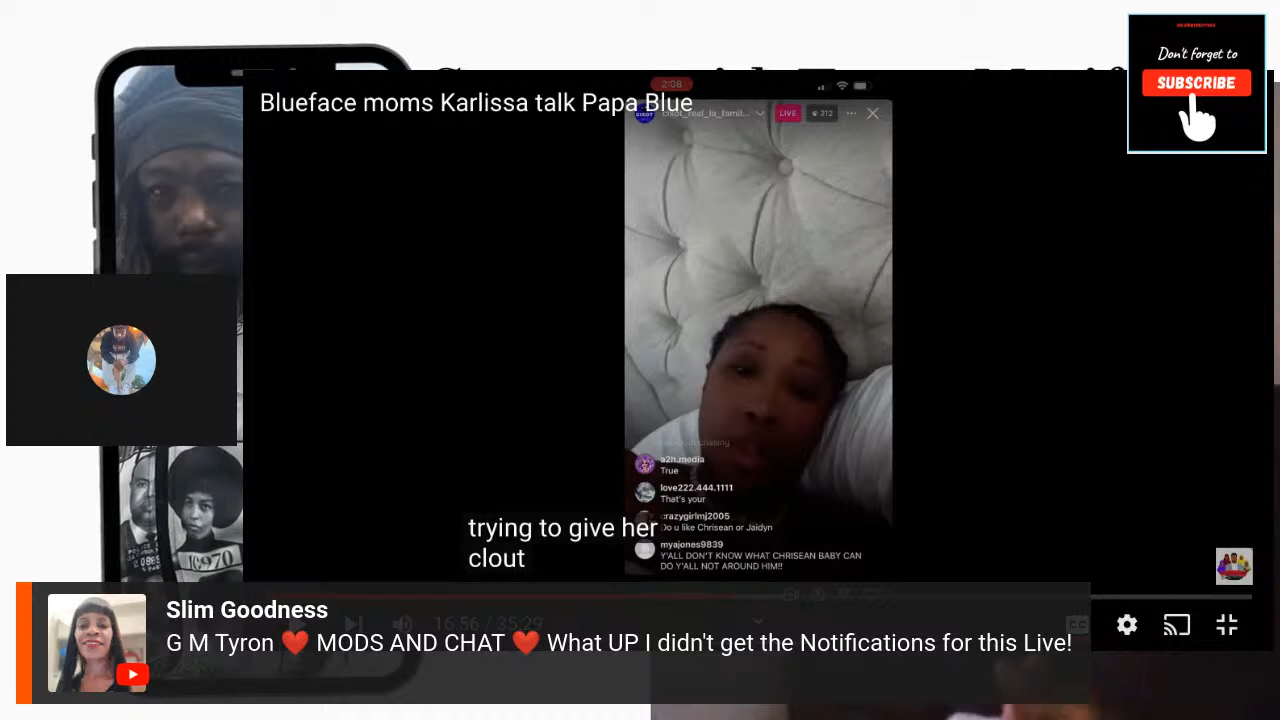 Don't forget to
SUBSCRIBE
2:08
Blueface moms Karlissa talk Papa Blue
LIVE
312
a2h.media
True
love222.444.1111
That's your
crazygirlmj2005
Do u like Chrisean or Jaidyn
myajones9839
Y'ALL DON'T KNOW WHAT CHRISEAN BABY CAN
DO Y'ALL NOT AROUND HIM!!
trying to give her
clout
16:56 / 35:29
Slim Goodness
G M Tyron ❤️ MODS AND CHAT ❤️ What UP I didn't get the Notifications for this Live!